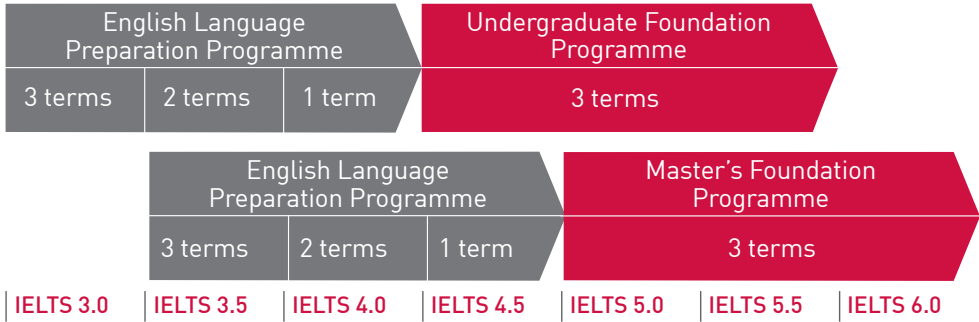 English Language
Preparation Programme
Undergraduate Foundation
Programme
3 terms
2 terms
1 term
3 terms
English Language
Preparation Programme
Master's Foundation
Programme
3 terms
2 terms
1 term
3 terms
IELTS 3.0
IELTS 3.5
IELTS 4.0
IELTS 4.5
IELTS 5.0
IELTS 5.5
IELTS 6.0